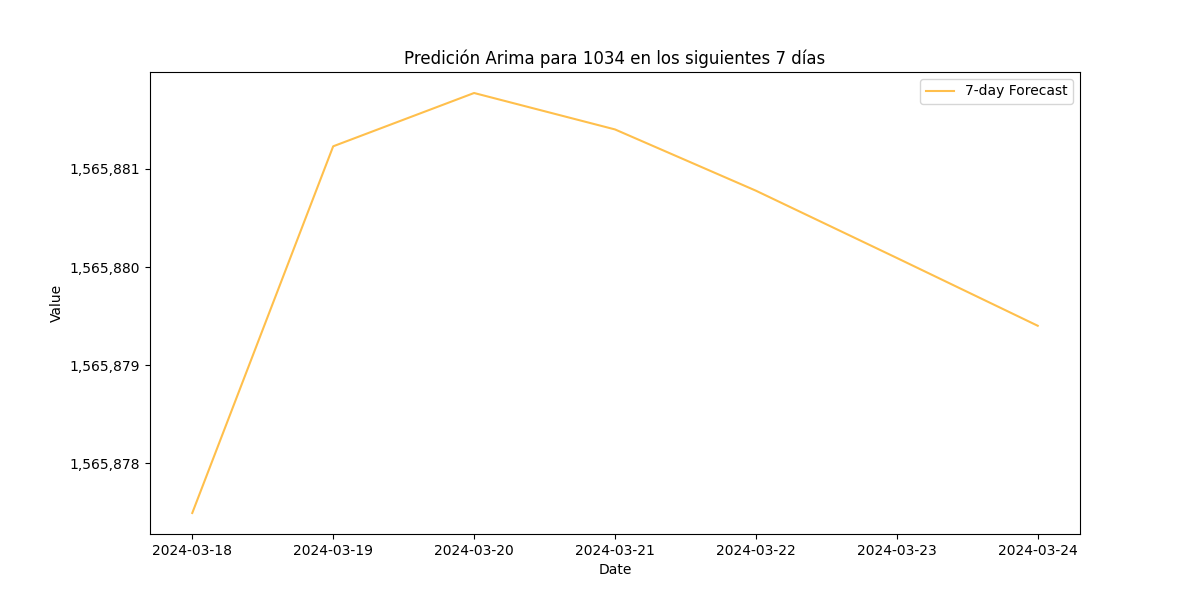 Predición Arima para 1034 en los siguientes 7 días
7-day Forecast
1,565,881
1,565,880
1,565,879
1,565,878
Value
2024-03-18
2024-03-19
2024-03-20
2024-03-21
2024-03-22
2024-03-23
2024-03-24
Date